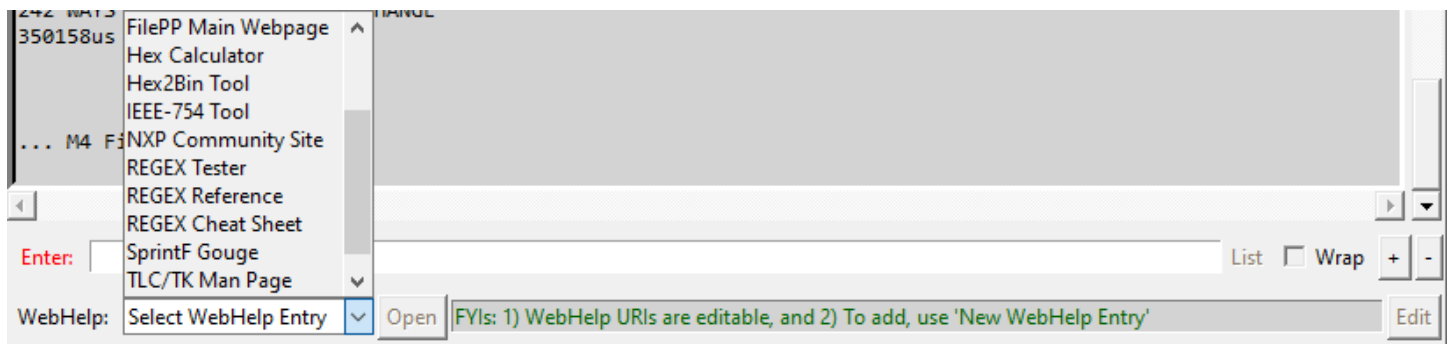 242 WAYS
350158us
... M4 Fi
FilePP Main Webpage
Hex Calculator
Hex2Bin Tool
IEEE-754 Tool
NXP Community Site
REGEX Tester
REGEX Reference
REGEX Cheat Sheet
SprintF Gouge
TLC/TK Man Page
Enter:
List
Wrap
+
-
WebHelp:
Select WebHelp Entry
Open
FYIs: 1) WebHelp URIs are editable, and 2) To add, use 'New WebHelp Entry'
Edit